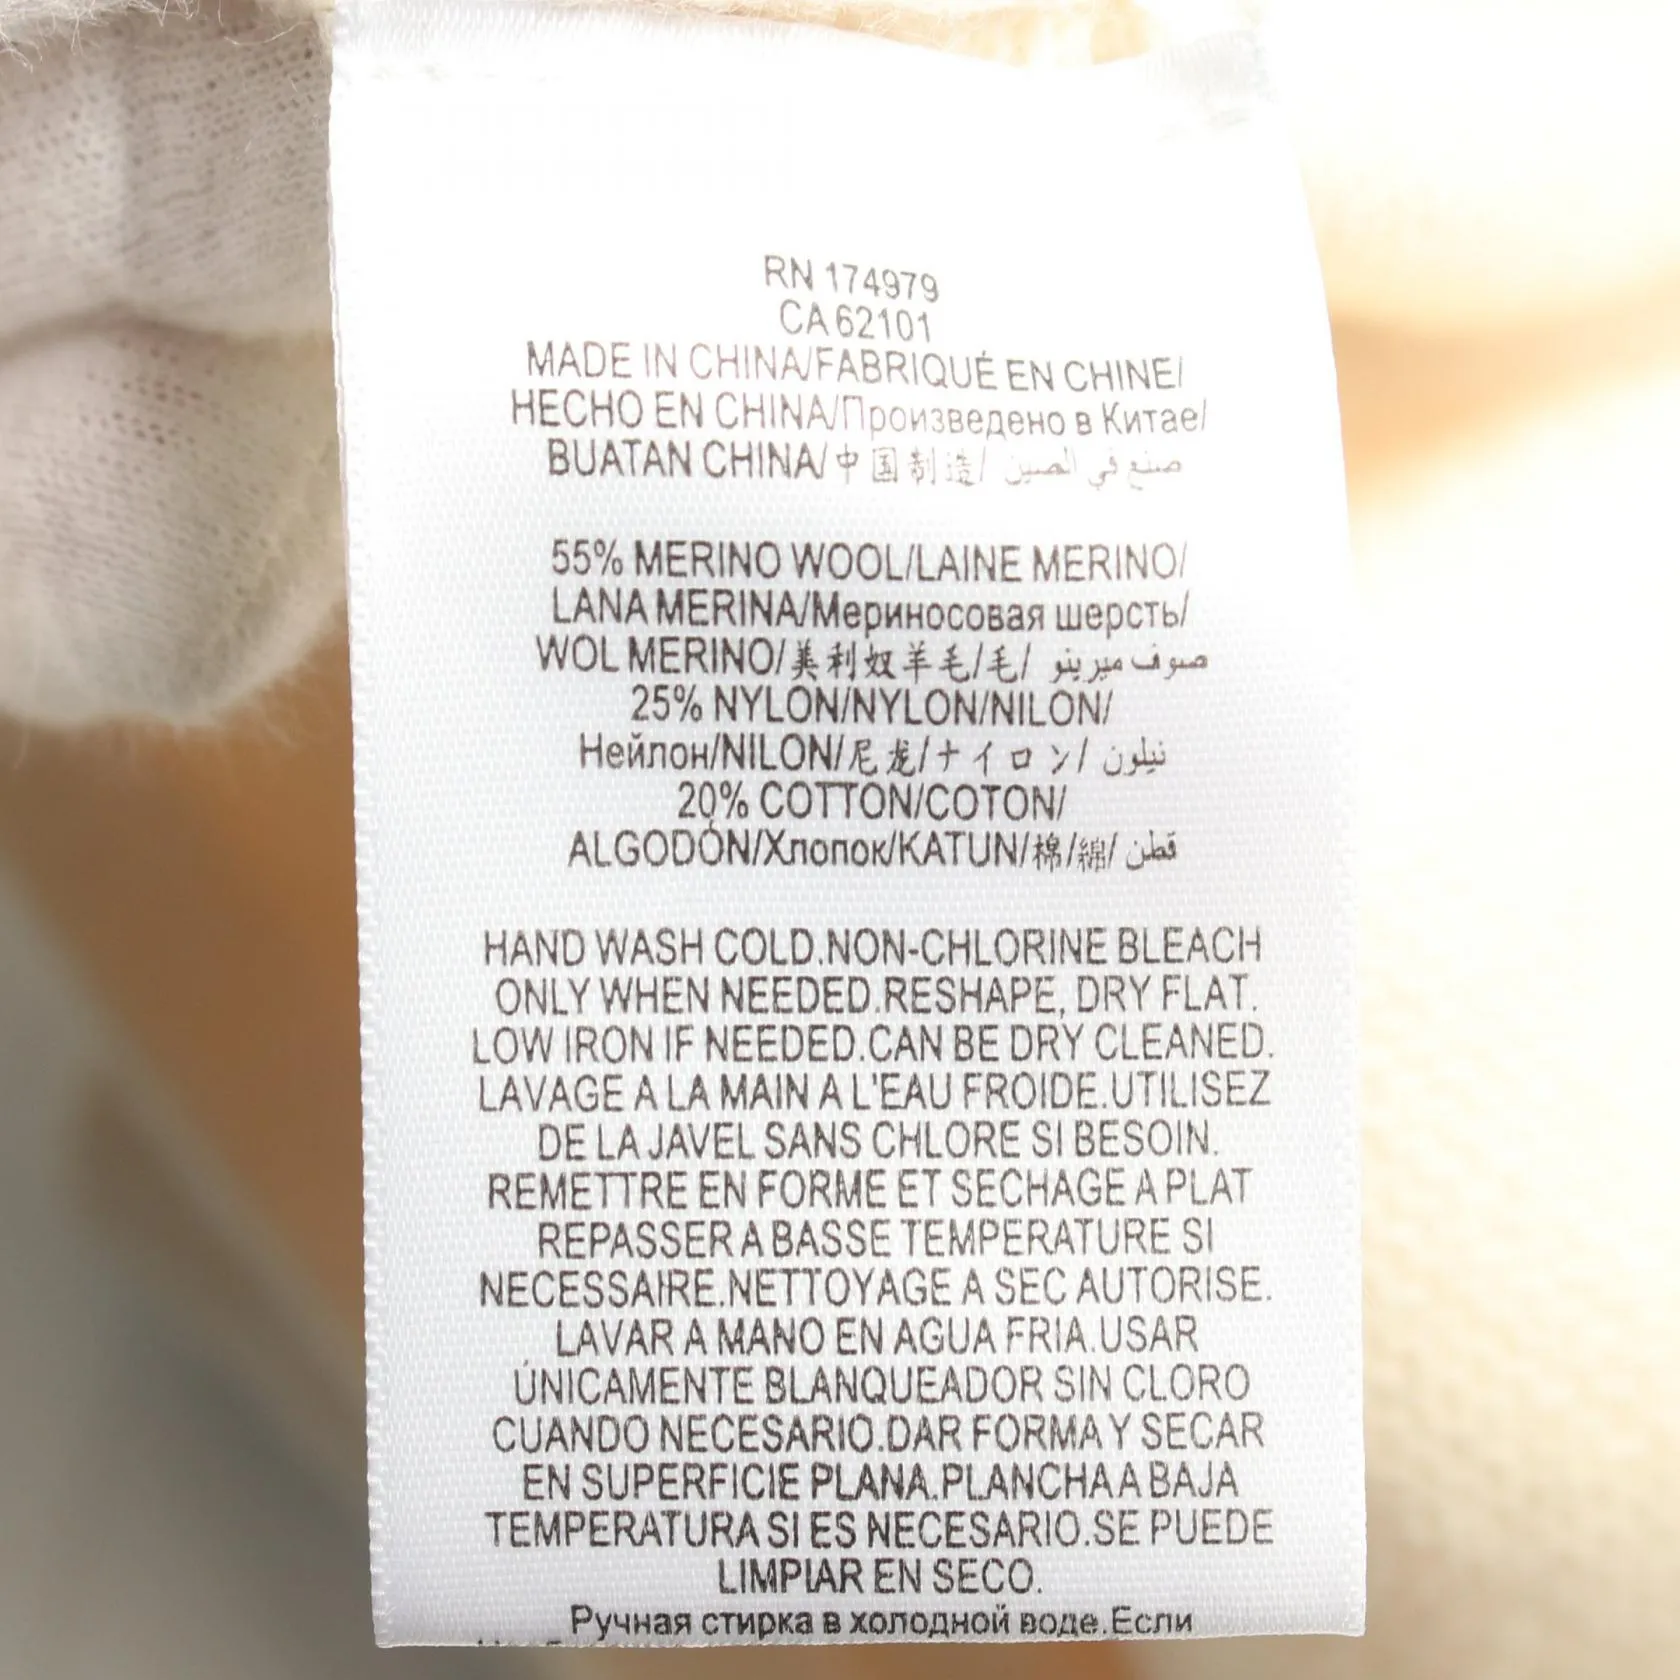 RN 174979
CA 62101
MADE IN CHINA/FABRIQUÉ EN CHINE/
HECHO EN CHINA/Произведено в Китае/
BUATAN CHINA/中国制造/ صنع في الصين
55% MERINO WOOL/LAINE MERINO/
LANA MERINA/Мериносовая шерсть/
WOL MERINO/美利奴羊毛/毛/ صوف ميرينو
25% NYLON/NYLON/NILON/
Нейлон/NILON/尼龙/ナイロン/ نيلون
20% COTTON/COTON/
ALGODÓN/Хлопок/KATUN/棉/綿/ قطن
HAND WASH COLD.NON-CHLORINE BLEACH
ONLY WHEN NEEDED.RESHAPE, DRY FLAT.
LOW IRON IF NEEDED.CAN BE DRY CLEANED.
LAVAGE A LA MAIN A L'EAU FROIDE.UTILISEZ
DE LA JAVEL SANS CHLORE SI BESOIN.
REMETTRE EN FORME ET SECHAGE A PLAT
REPASSER A BASSE TEMPERATURE SI
NECESSAIRE.NETTOYAGE A SEC AUTORISE.
LAVAR A MANO EN AGUA FRIA.USAR
ÚNICAMENTE BLANQUEADOR SIN CLORO
CUANDO NECESARIO.DAR FORMA Y SECAR
EN SUPERFICIE PLANA.PLANCHA A BAJA
TEMPERATURA SI ES NECESARIO.SE PUEDE
LIMPIAR EN SECO.
Ручная стирка в холодной воде.Если